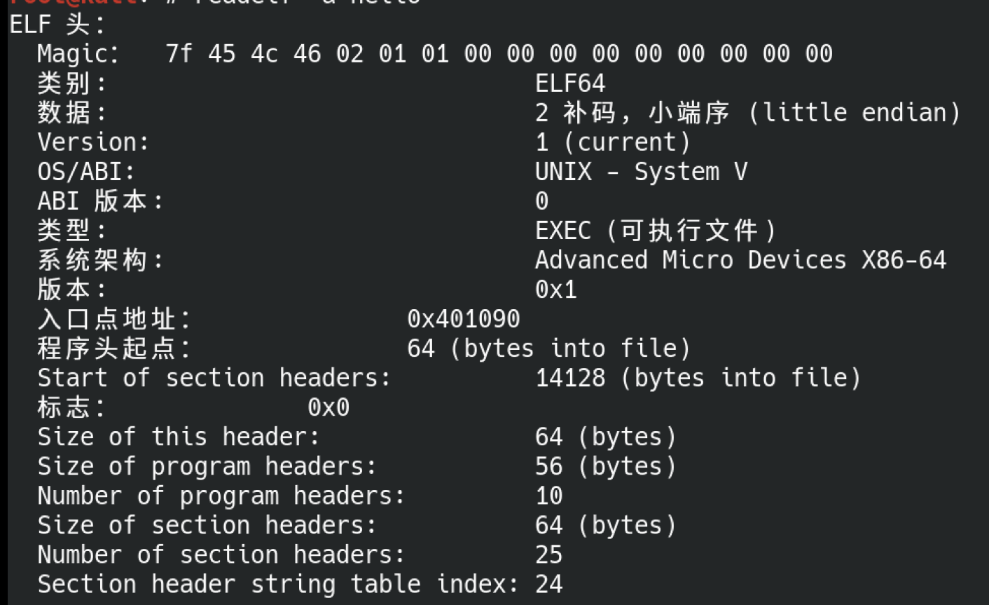 root@kali:~# readelf -a hello
ELF 头：
  Magic：   7f 45 4c 46 02 01 01 00 00 00 00 00 00 00 00 00
  类别:                              ELF64
  数据:                              2 补码，小端序 (little endian)
  Version:                           1 (current)
  OS/ABI:                            UNIX - System V
  ABI 版本:                          0
  类型:                              EXEC (可执行文件)
  系统架构:                          Advanced Micro Devices X86-64
  版本:                              0x1
  入口点地址：               0x401090
  程序头起点：               64 (bytes into file)
  Start of section headers:          14128 (bytes into file)
  标志：             0x0
  Size of this header:               64 (bytes)
  Size of program headers:           56 (bytes)
  Number of program headers:         10
  Size of section headers:           64 (bytes)
  Number of section headers:         25
  Section header string table index: 24